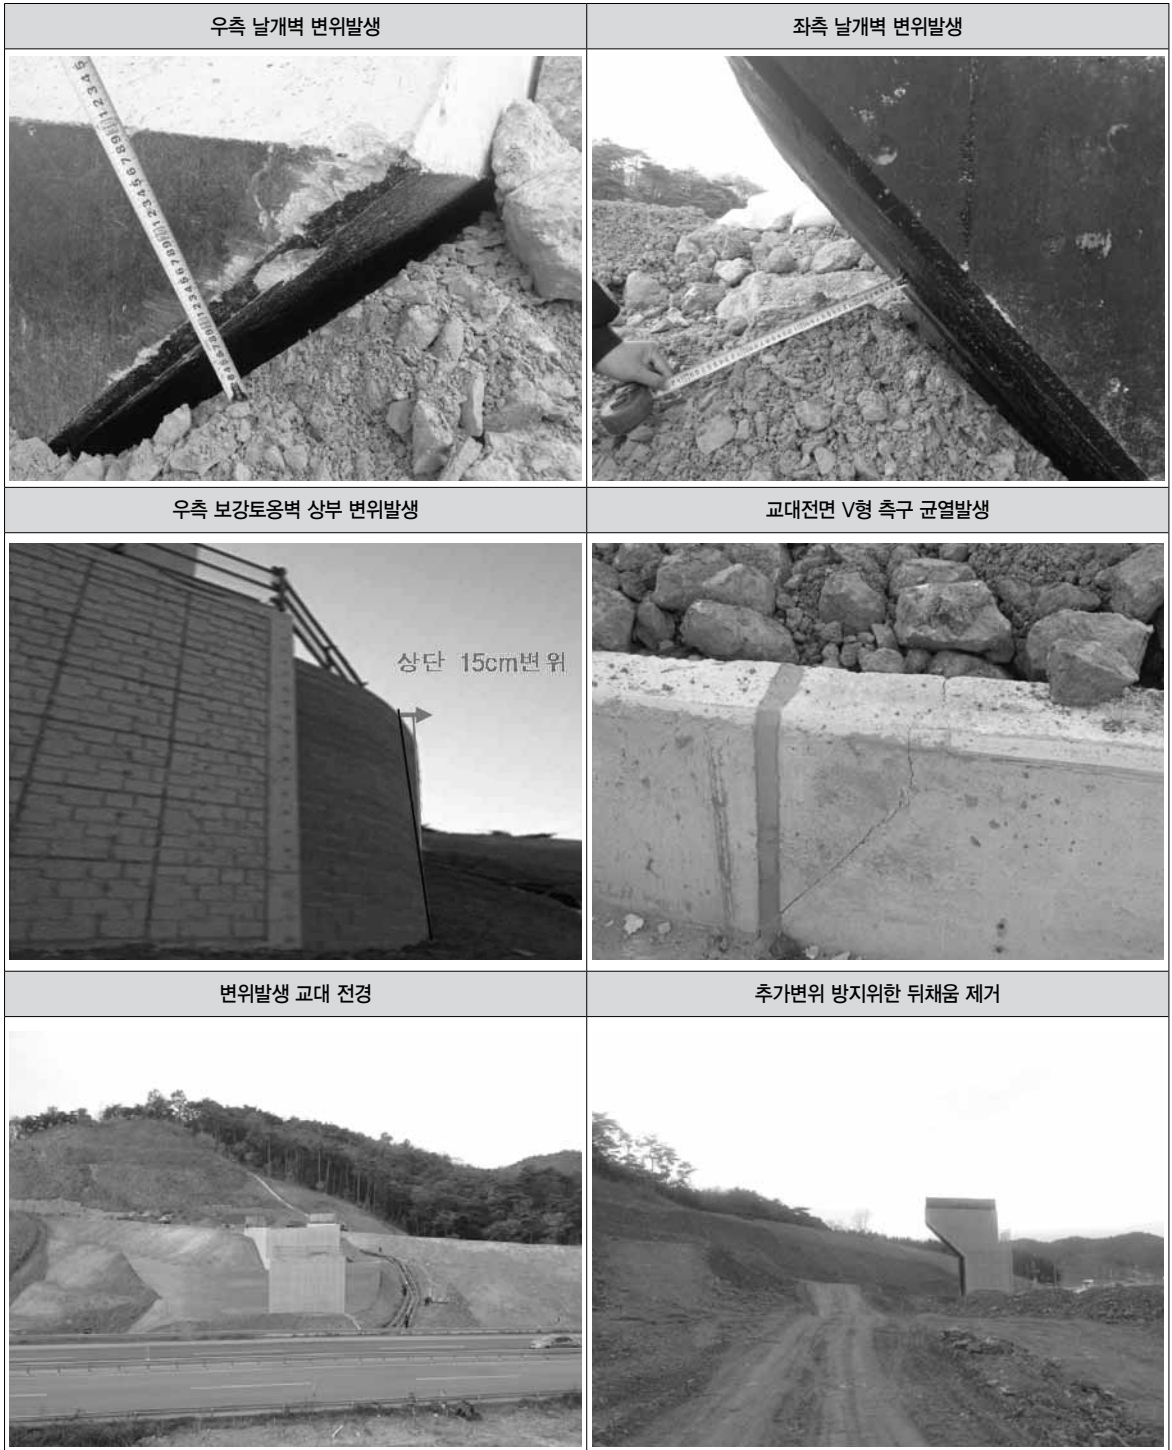 우측 날개벽 변위발생
좌측 날개벽 변위발생
우측 보강토옹벽 상부 변위발생
교대전면 V형 측구 균열발생
상단 15cm변위
변위발생 교대 전경
추가변위 방지위한 뒤채움 제거